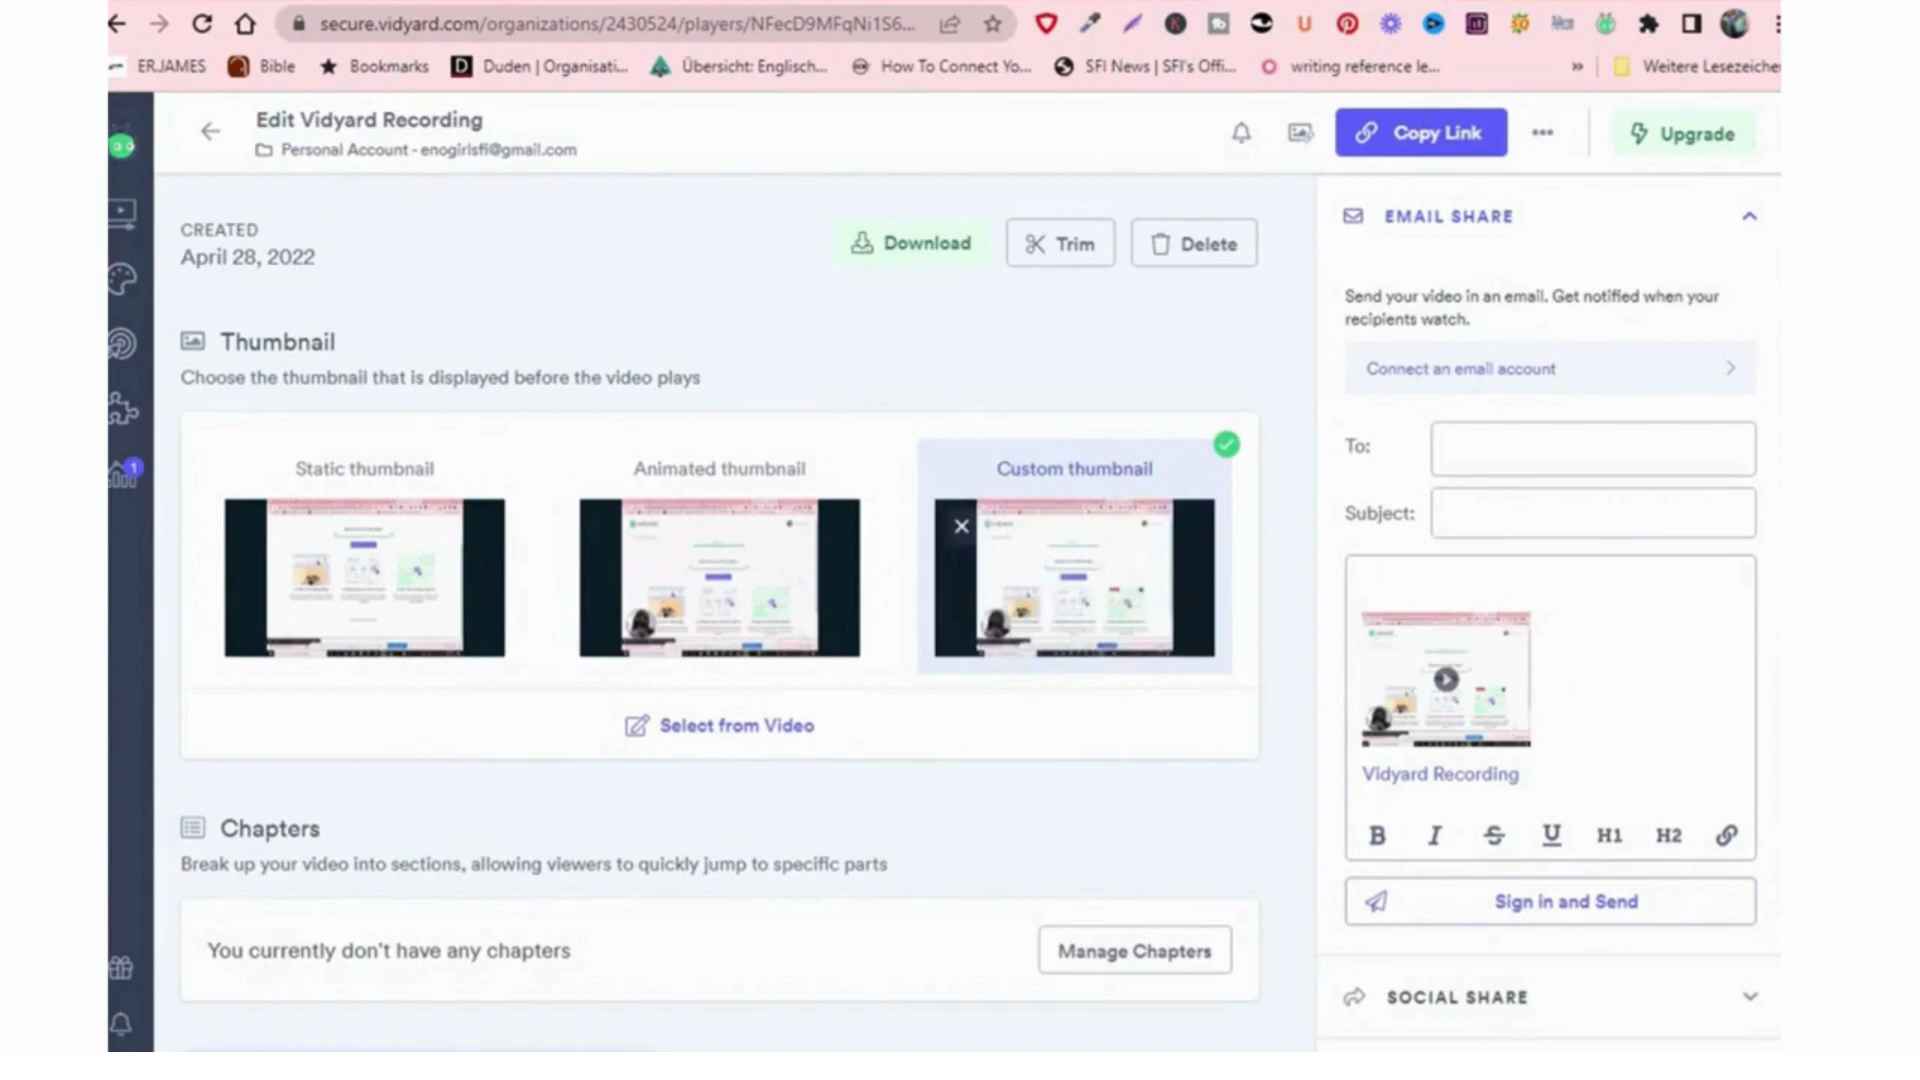 secure.vidyard.com/organizations/2430524/players/NFecD9MFqNi1S6...
ERJAMES
Bible
Bookmarks
Duden | Organisati...
Übersicht: Englisch...
How To Connect Yo...
SFI News | SFI's Offi...
writing reference le...
»
Weitere Lesezeiche
Edit Vidyard Recording
Personal Account - enogirlsfi@gmail.com
Copy Link
Upgrade
CREATED
April 28, 2022
Download
Trim
Delete
Thumbnail
Choose the thumbnail that is displayed before the video plays
Static thumbnail
Animated thumbnail
Custom thumbnail
Select from Video
Chapters
Break up your video into sections, allowing viewers to quickly jump to specific parts
You currently don't have any chapters
Manage Chapters
1
EMAIL SHARE
Send your video in an email. Get notified when your
recipients watch.
Connect an email account
To:
Subject:
Vidyard Recording
B I S U H1 H2
Sign in and Send
SOCIAL SHARE